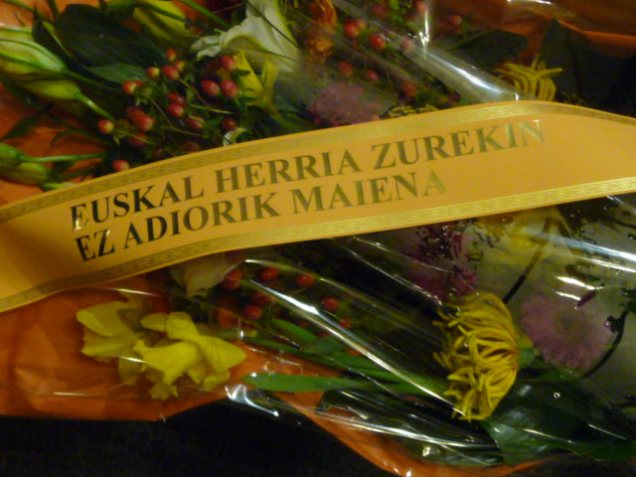 EUSKAL HERRIA ZUREKIN
EZ ADIORIK MAIENA